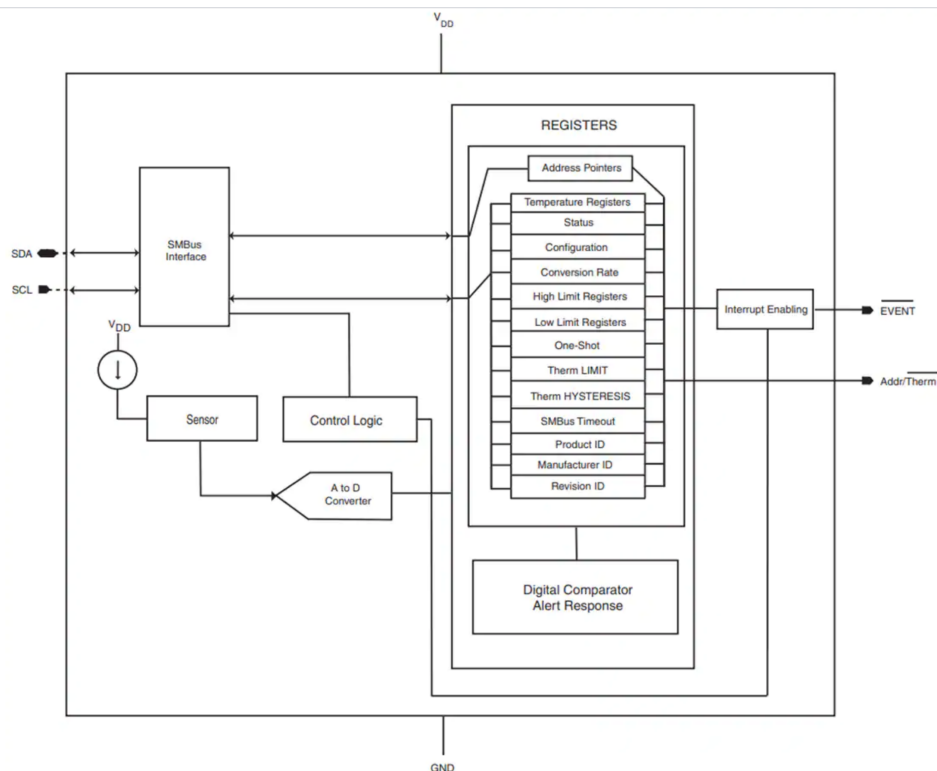 VDD
REGISTERS
Address Pointers
Temperature Registers
Status
Configuration
Conversion Rate
High Limit Registers
Low Limit Registers
One-Shot
Therm LIMIT
Therm HYSTERESIS
SMBus Timeout
Product ID
Manufacturer ID
Revision ID
SMBus
Interface
SDA
SCL
VDD
Sensor
Control Logic
A to D
Converter
Interrupt Enabling
EVENT
Addr/Therm
Digital Comparator
Alert Response
GND